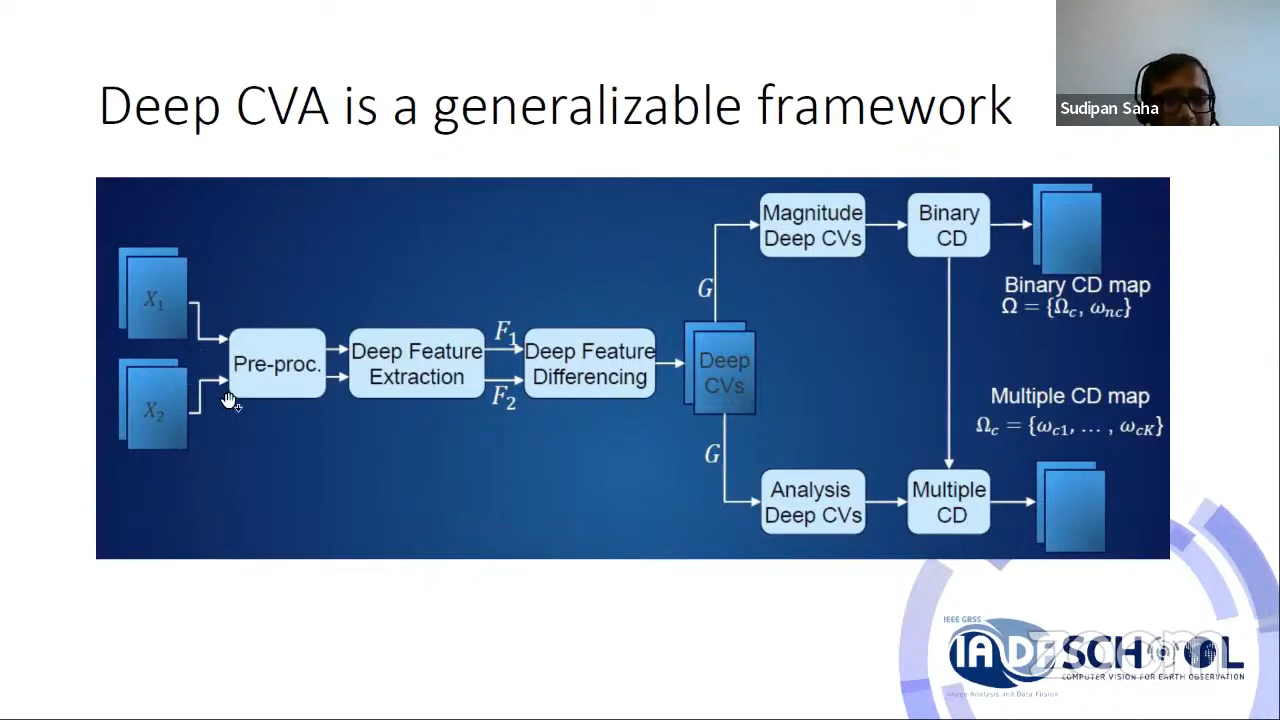 Deep CVA is a generalizable framework
Sudipan Saha
X₁
X₂
Pre-proc.
Deep Feature
Extraction
F₁
F₂
Deep Feature
Differencing
Deep
CVs
G
G
Magnitude
Deep CVs
Binary
CD
Binary CD map
Ω = {Ω_c, ω_nc}
Multiple CD map
Ω_c = {ω_c1, … , ω_cK}
Analysis
Deep CVs
Multiple
CD
IEEE GRSS
IADF SCHOOL
zoom
COMPUTER VISION FOR EARTH OBSERVATION
Image Analysis and Data Fusion